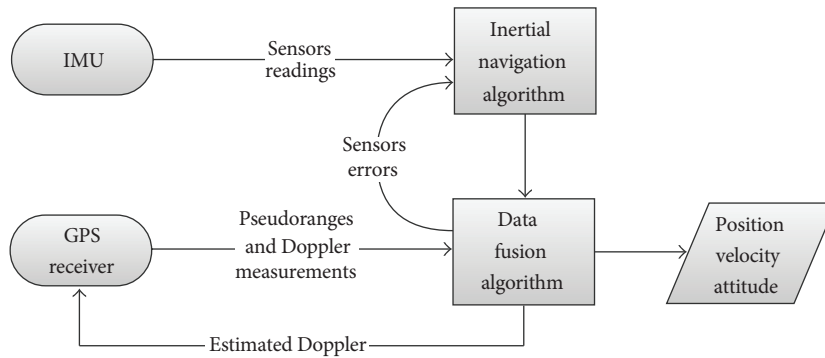 IMU
Sensors
readings
Inertial
navigation
algorithm
Sensors
errors
GPS
receiver
Pseudoranges
and Doppler
measurements
Data
fusion
algorithm
Position
velocity
attitude
Estimated Doppler